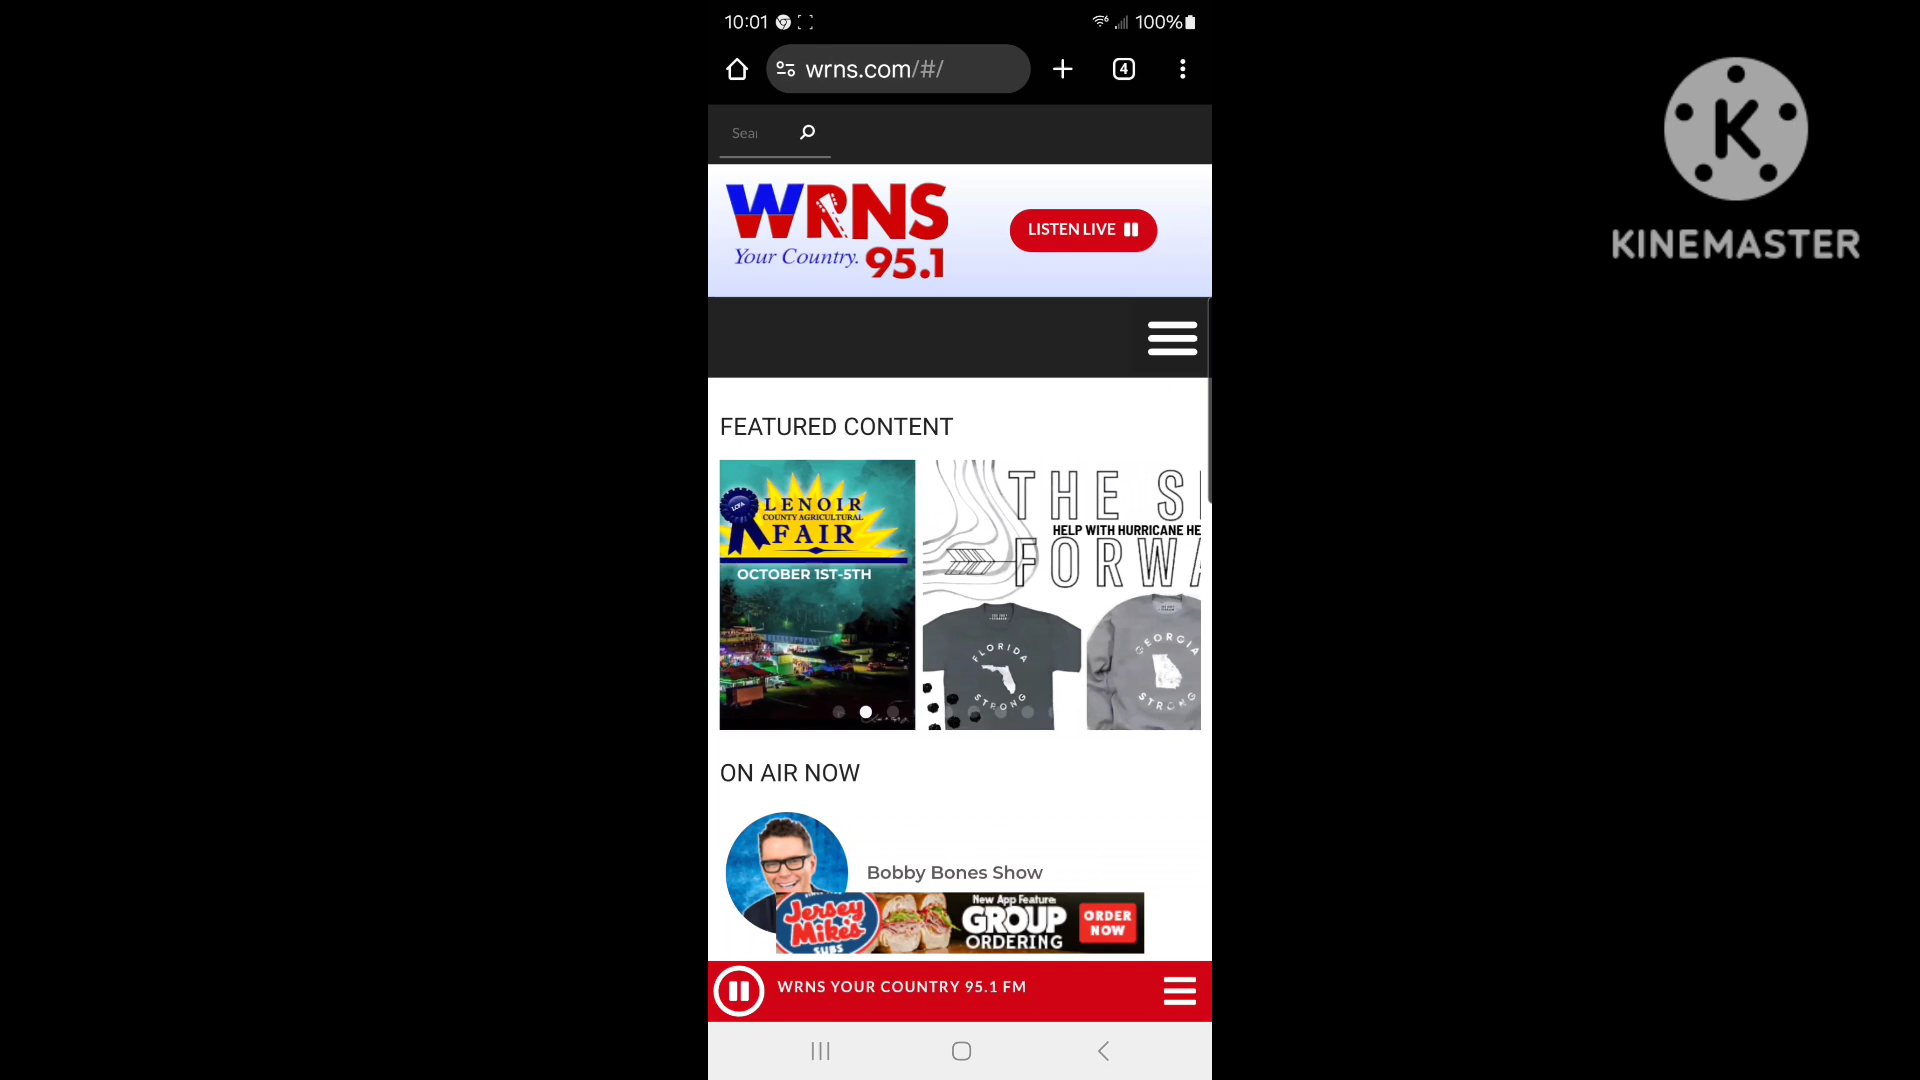 10:01
100%
wrns.com/#/
4
Sear
WRNS
Your Country. 95.1
LISTEN LIVE
K
KINEMASTER
FEATURED CONTENT
LCFA
LENOIR
COUNTY AGRICULTURAL
FAIR
OCTOBER 1ST-5TH
THE S
HELP WITH HURRICANE HE
FORWA
FLORIDA
STRONG
GEORGIA
STRONG
ON AIR NOW
Bobby Bones Show
Jersey
Mike's
SUBS
New App Feature:
GROUP
ORDERING
ORDER
NOW
WRNS YOUR COUNTRY 95.1 FM